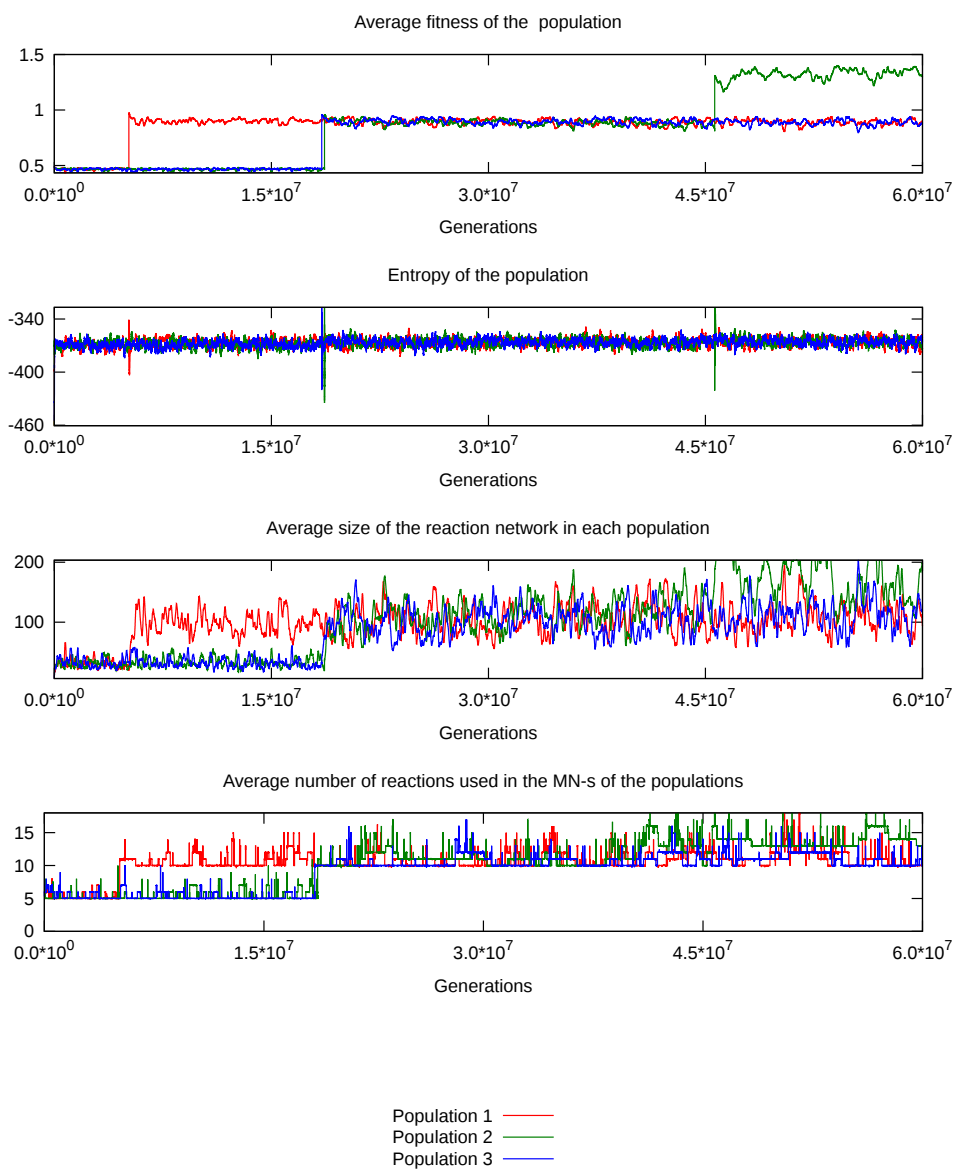 Average fitness of the  population
1.5
1
0.5
0.0*10^0 1.5*10^7 3.0*10^7 4.5*10^7 6.0*10^7
Generations
Entropy of the population
-340
-400
-460
0.0*10^0 1.5*10^7 3.0*10^7 4.5*10^7 6.0*10^7
Generations
Average size of the reaction network in each population
200
100
0.0*10^0 1.5*10^7 3.0*10^7 4.5*10^7 6.0*10^7
Generations
Average number of reactions used in the MN-s of the populations
15
10
5
0
0.0*10^0 1.5*10^7 3.0*10^7 4.5*10^7 6.0*10^7
Generations
Population 1
Population 2
Population 3